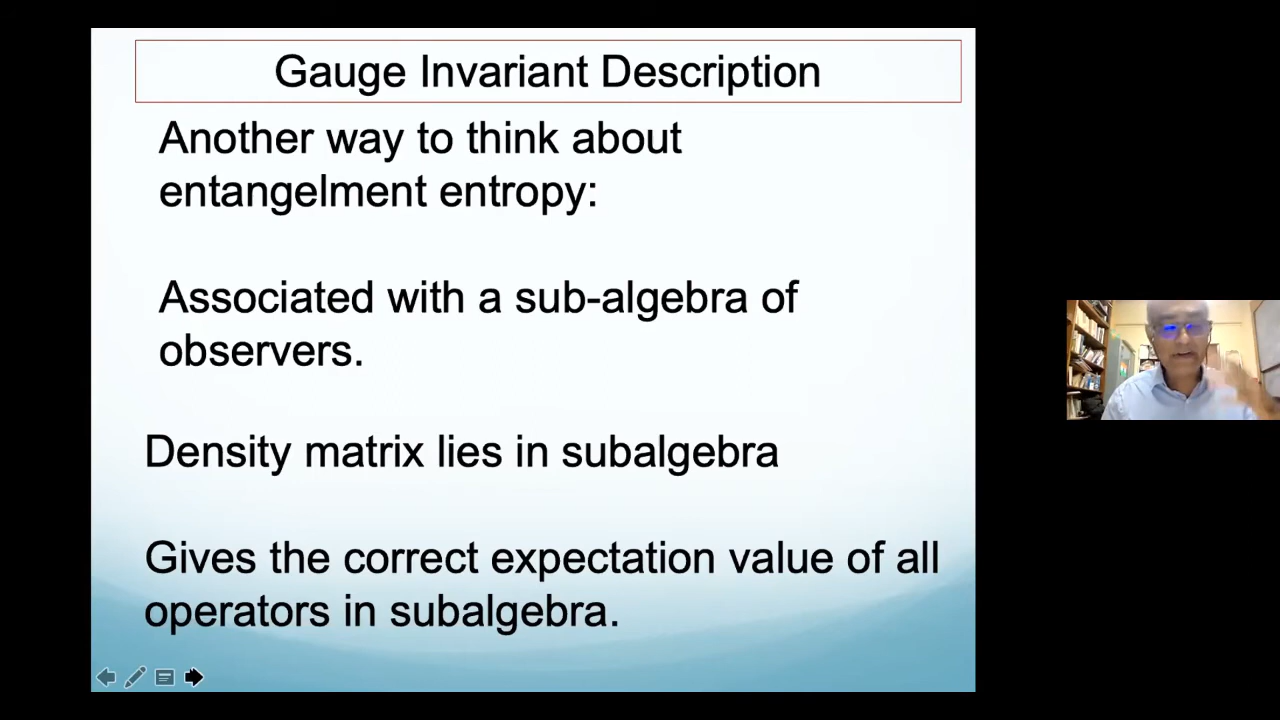 Gauge Invariant Description
Another way to think about
entangelment entropy:
Associated with a sub-algebra of
observers.
Density matrix lies in subalgebra
Gives the correct expectation value of all
operators in subalgebra.